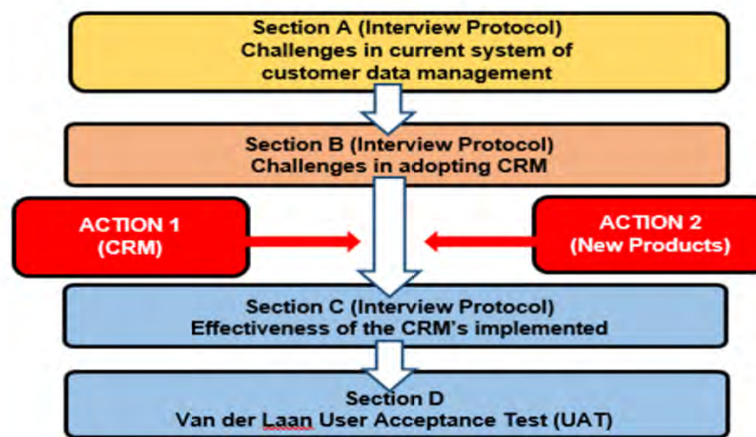 Section A (Interview Protocol)
Challenges in current system of
customer data management
Section B (Interview Protocol)
Challenges in adopting CRM
ACTION 1
(CRM)
ACTION 2
(New Products)
Section C (Interview Protocol)
Effectiveness of the CRM's implemented
Section D
Van der Laan User Acceptance Test (UAT)